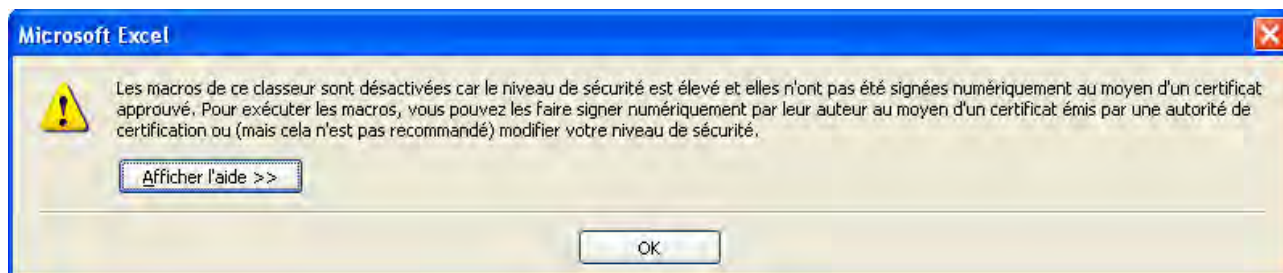 Microsoft Excel
Les macros de ce classeur sont désactivées car le niveau de sécurité est élevé et elles n'ont pas été signées numériquement au moyen d'un certificat
approuvé. Pour exécuter les macros, vous pouvez les faire signer numériquement par leur auteur au moyen d'un certificat émis par une autorité de
certification ou (mais cela n'est pas recommandé) modifier votre niveau de sécurité.
Afficher l'aide >>
OK